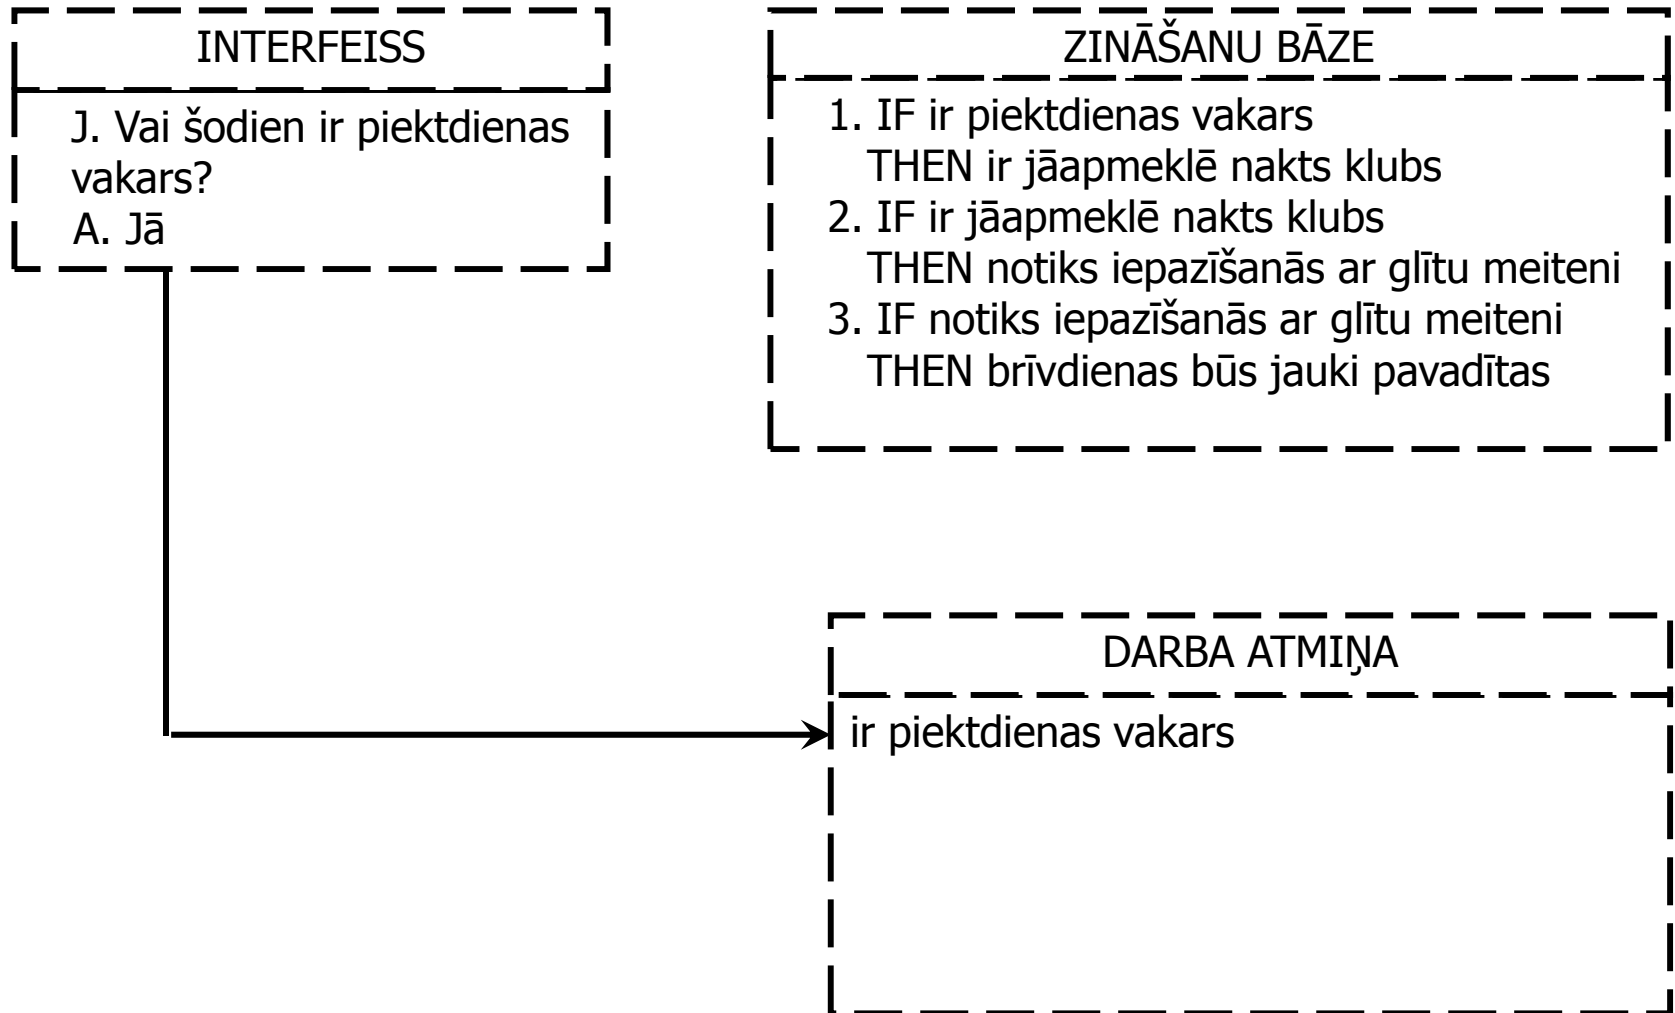 INTERFEISS
J. Vai šodien ir piektdienas
vakars?
A. Jā
ZINĀŠANU BĀZE
1. IF ir piektdienas vakars
THEN ir jāapmeklē nakts klubs
2. IF ir jāapmeklē nakts klubs
THEN notiks iepazīšanās ar glītu meiteni
3. IF notiks iepazīšanās ar glītu meiteni
THEN brīvdienas būs jauki pavadītas
DARBA ATMIŅA
ir piektdienas vakars